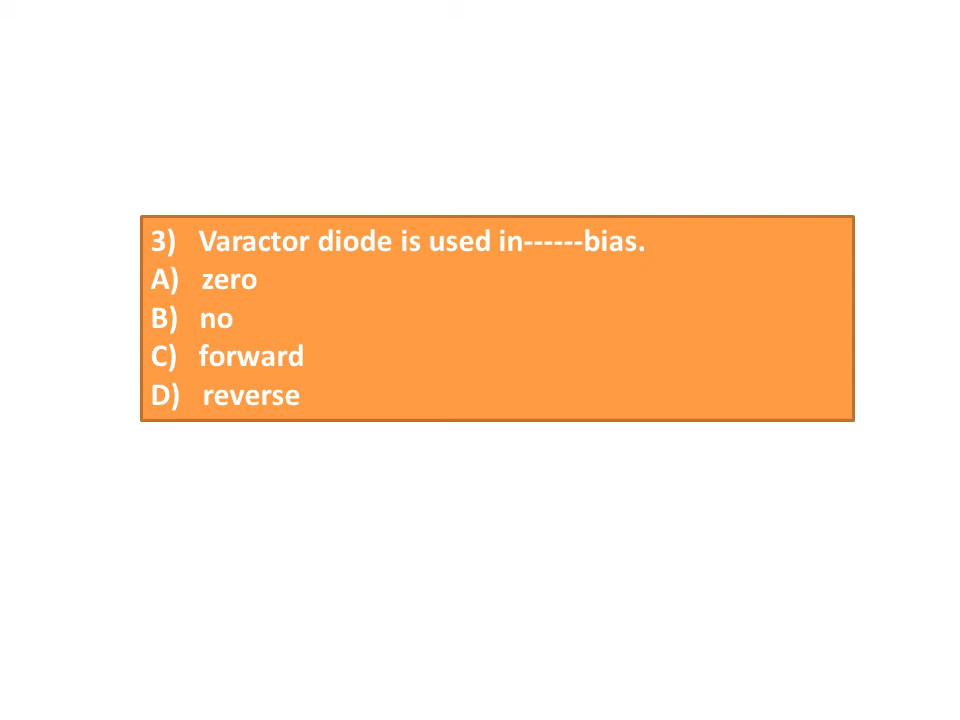 3) Varactor diode is used in------bias.
A) zero
B) no
C) forward
D) reverse